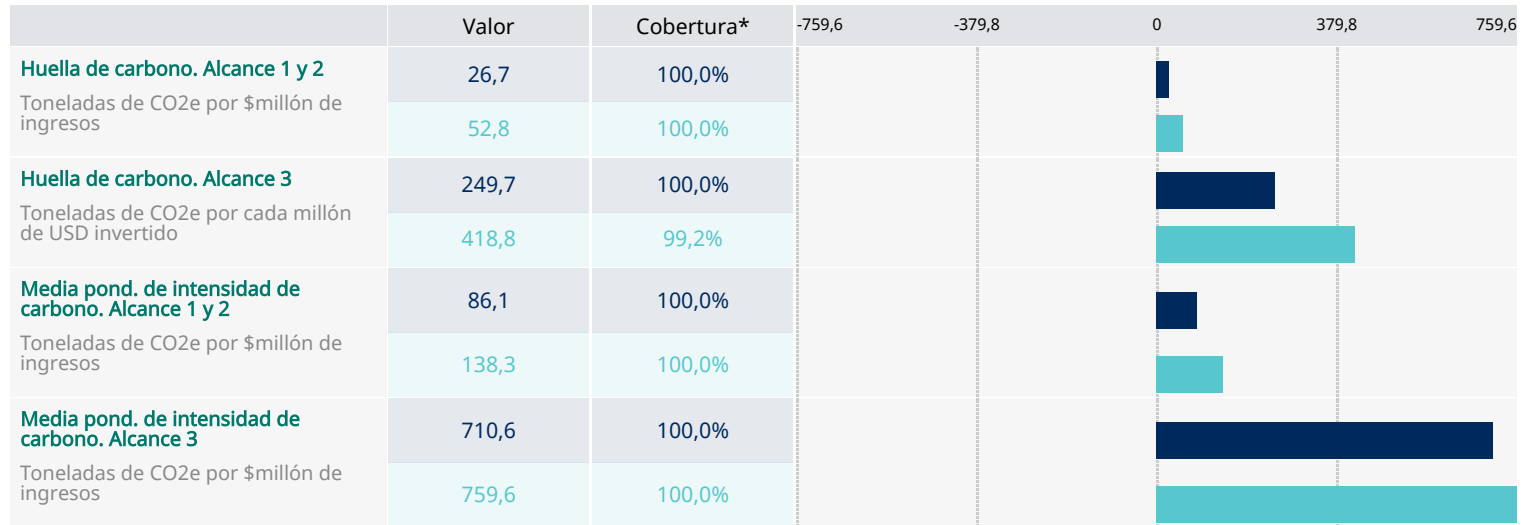 Valor Cobertura* -759,6 -379,8 0 379,8 759,6
Huella de carbono. Alcance 1 y 2
Toneladas de CO2e por $millón de
ingresos
26,7 100,0%
52,8 100,0%
Huella de carbono. Alcance 3
Toneladas de CO2e por cada millón
de USD invertido
249,7 100,0%
418,8 99,2%
Media pond. de intensidad de
carbono. Alcance 1 y 2
Toneladas de CO2e por $millón de
ingresos
86,1 100,0%
138,3 100,0%
Media pond. de intensidad de
carbono. Alcance 3
Toneladas de CO2e por $millón de
ingresos
710,6 100,0%
759,6 100,0%